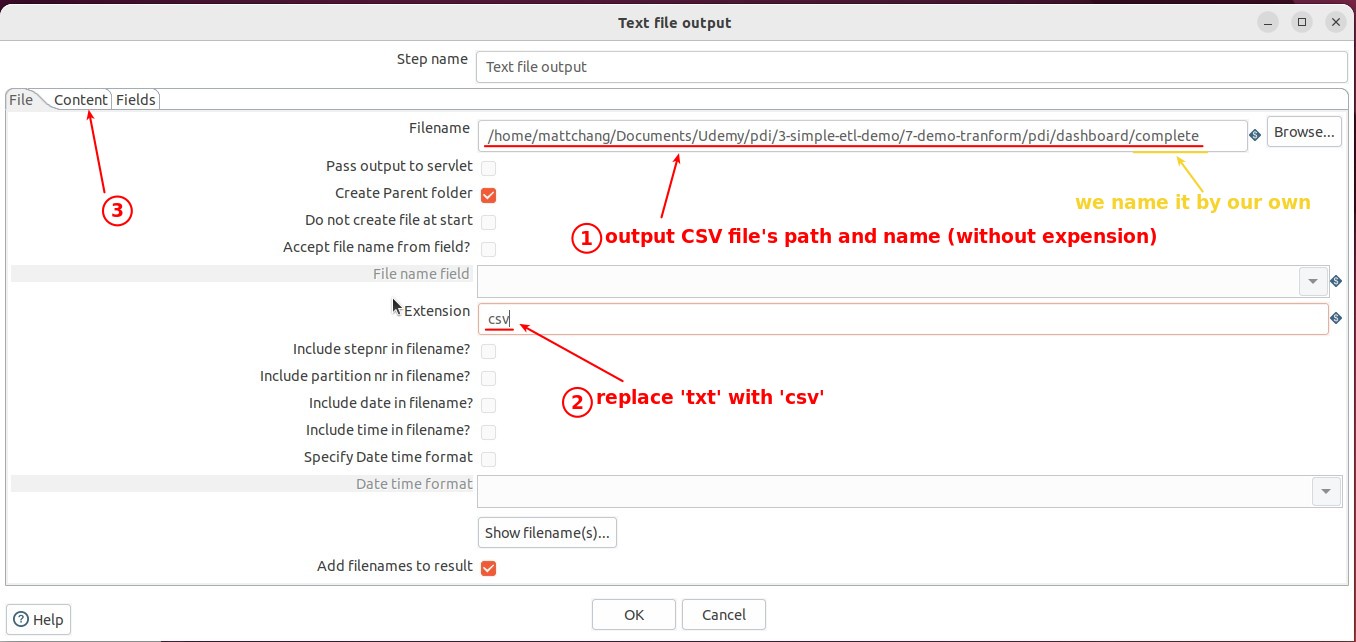 Text file output
Step name
Text file output
File Content Fields
Filename
/home/mattchang/Documents/Udemy/pdi/3-simple-etl-demo/7-demo-tranform/pdi/dashboard/complete
Browse...
Pass output to servlet
Create Parent folder
we name it by our own
3
Do not create file at start
1 output CSV file's path and name (without expension)
Accept file name from field?
File name field
Extension
csv
Include stepnr in filename?
Include partition nr in filename?
2 replace 'txt' with 'csv'
Include date in filename?
Include time in filename?
Specify Date time format
Date time format
Show filename(s)...
Add filenames to result
? Help
OK
Cancel